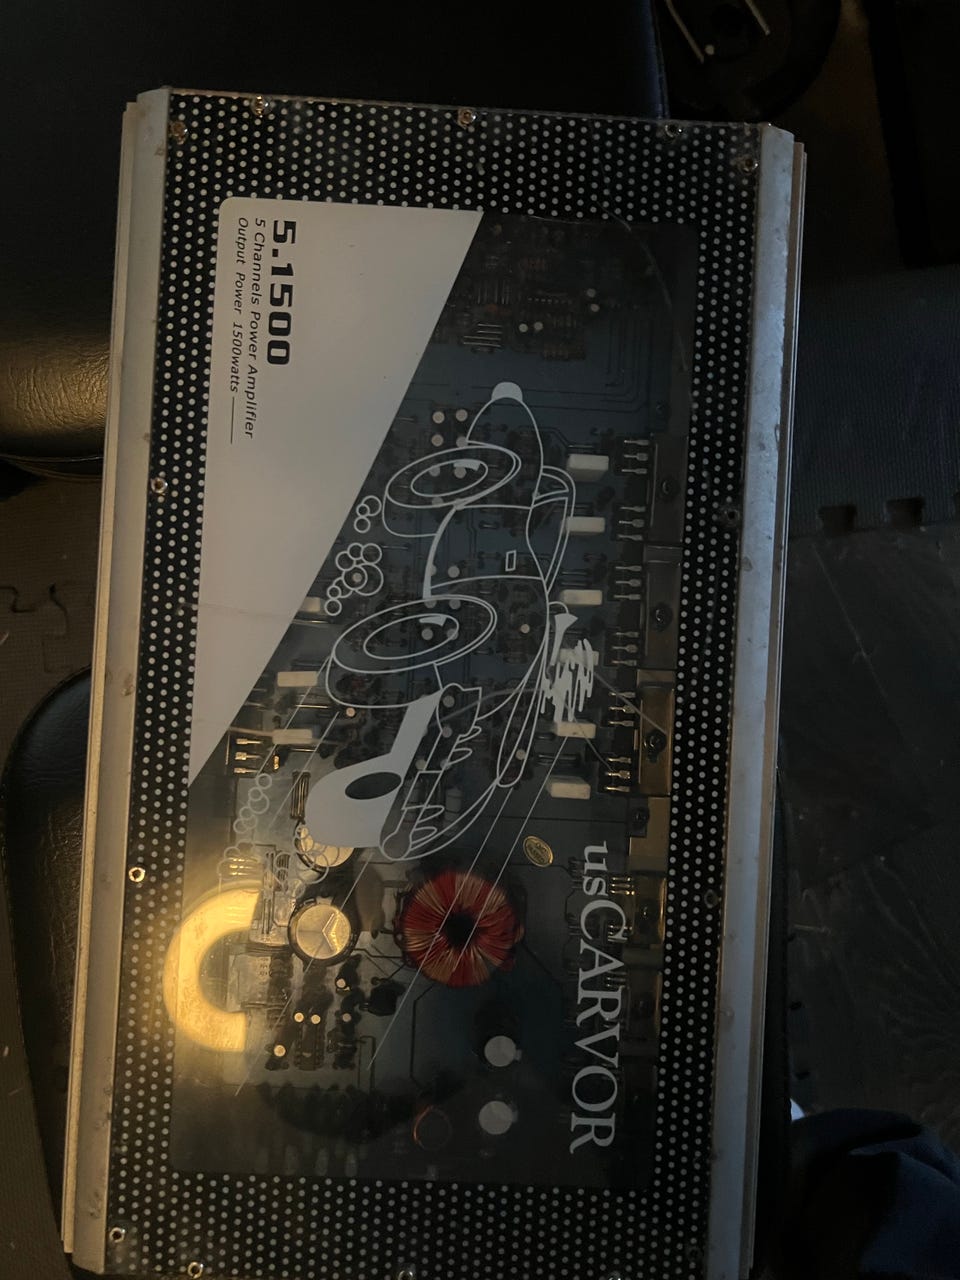 usCARVOR
5.1500
5 Channels Power Amplifier
Output Power 1500watts